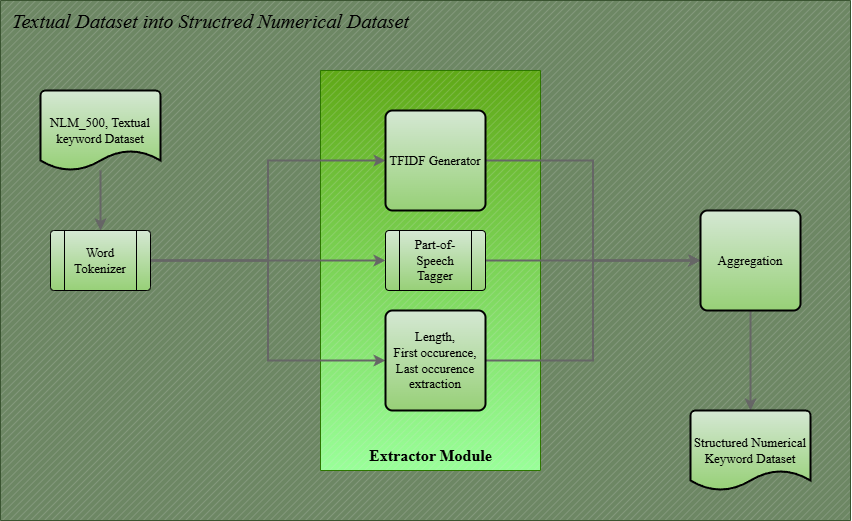 Textual Dataset into Structred Numerical Dataset
NLM_500, Textual
keyword Dataset
Word
Tokenizer
TFIDF Generator
Part-of-
Speech
Tagger
Length,
First occurence,
Last occurence
extraction
Extractor Module
Aggregation
Structured Numerical
Keyword Dataset